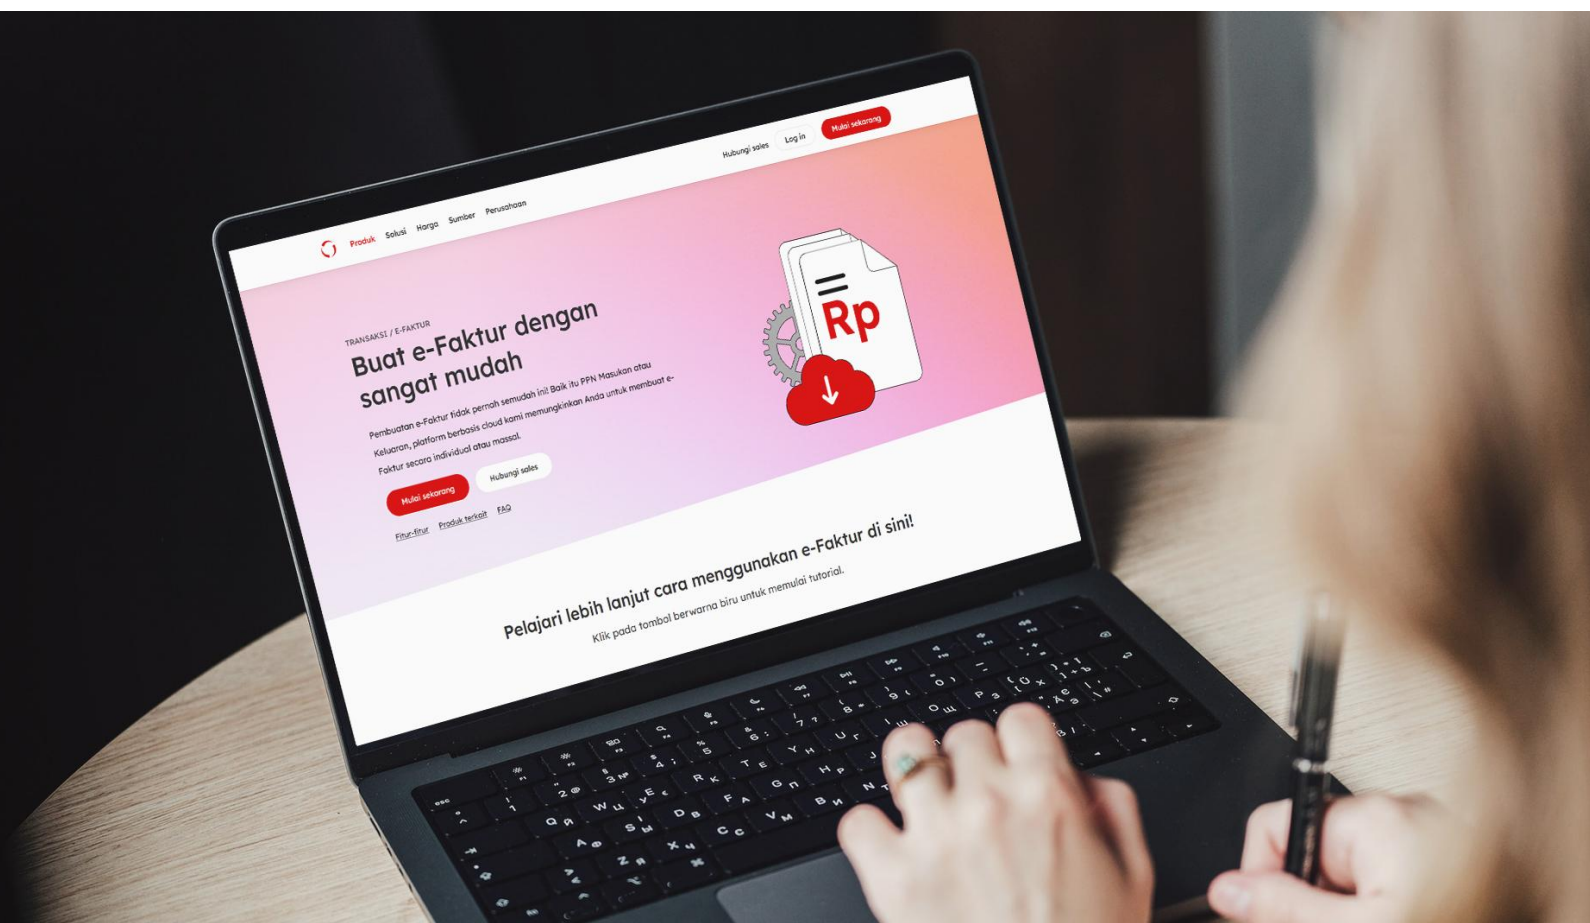 Hubungi sales Log in Mulai sekarang
Produk Solusi Harga Sumber Perusahaan
TRANSAKSI / E-FAKTUR
Buat e-Faktur dengan
sangat mudah
Pembuatan e-Faktur tidak pernah semudah ini! Baik itu PPN Masukan atau
Keluaran, platform berbasis cloud kami memungkinkan Anda untuk membuat e-
Faktur secara individual atau massal.
Mulai sekarang Hubungi sales
Fitur-fitur Produk terkait FAQ
Rp
Pelajari lebih lanjut cara menggunakan e-Faktur di sini!
Klik pada tombol berwarna biru untuk memulai tutorial.
esc